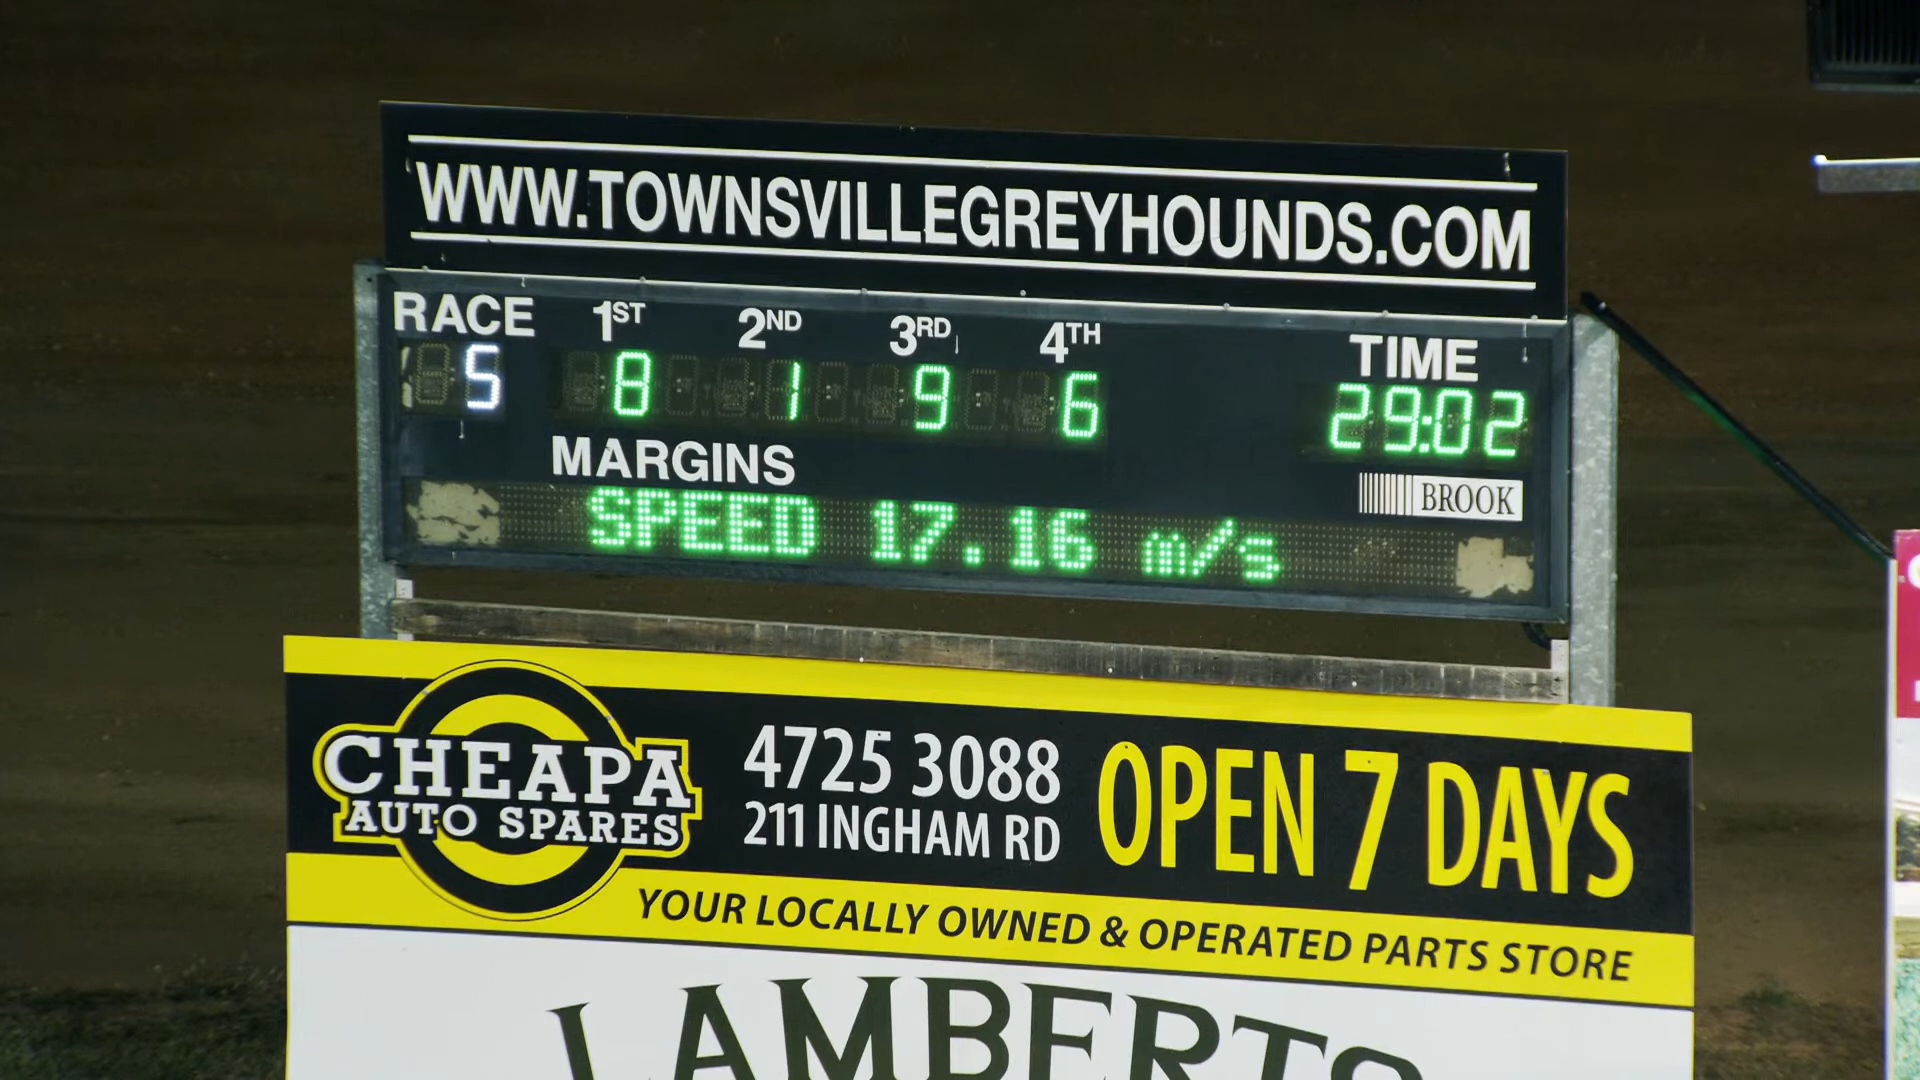 WWW.TOWNSVILLEGREYHOUNDS.COM
RACE 1ST 2ND 3RD 4TH TIME
5 8 1 9 6 29:02
MARGINS
BROOK
SPEED 17.16 m/s
CHEAPA
AUTO SPARES
4725 3088
211 INGHAM RD
OPEN 7 DAYS
YOUR LOCALLY OWNED & OPERATED PARTS STORE
LAMBERTS